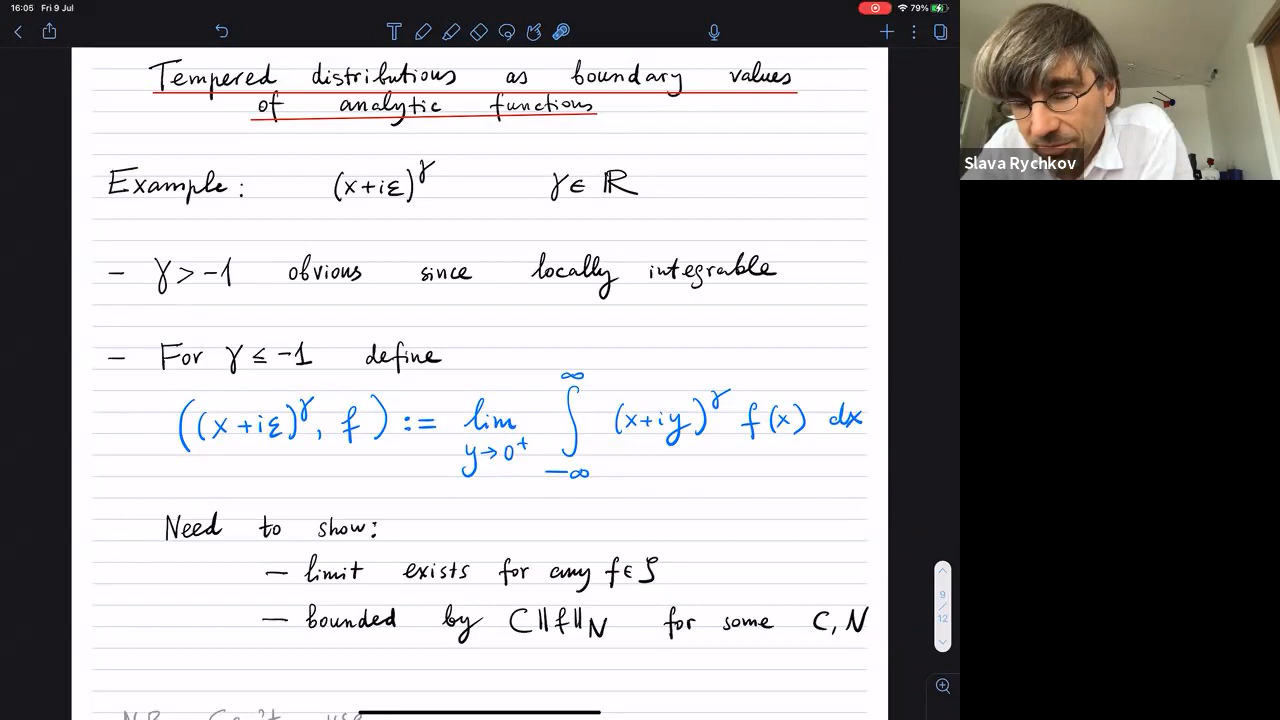 16:05 Fri 9 Jul
79%
Tempered distributions as boundary values
of analytic functions
Example: (x+iε)^γ γ∈ℝ
- γ > -1 obvious since locally integrable
- For γ ≤ -1 define
((x+iε)^γ, f) := lim_{y→0⁺} ∫_{-∞}^{∞} (x+iy)^γ f(x) dx
Need to show:
- limit exists for any f∈S
- bounded by C‖f‖_N for some C, N
Slava Rychkov
9 / 12